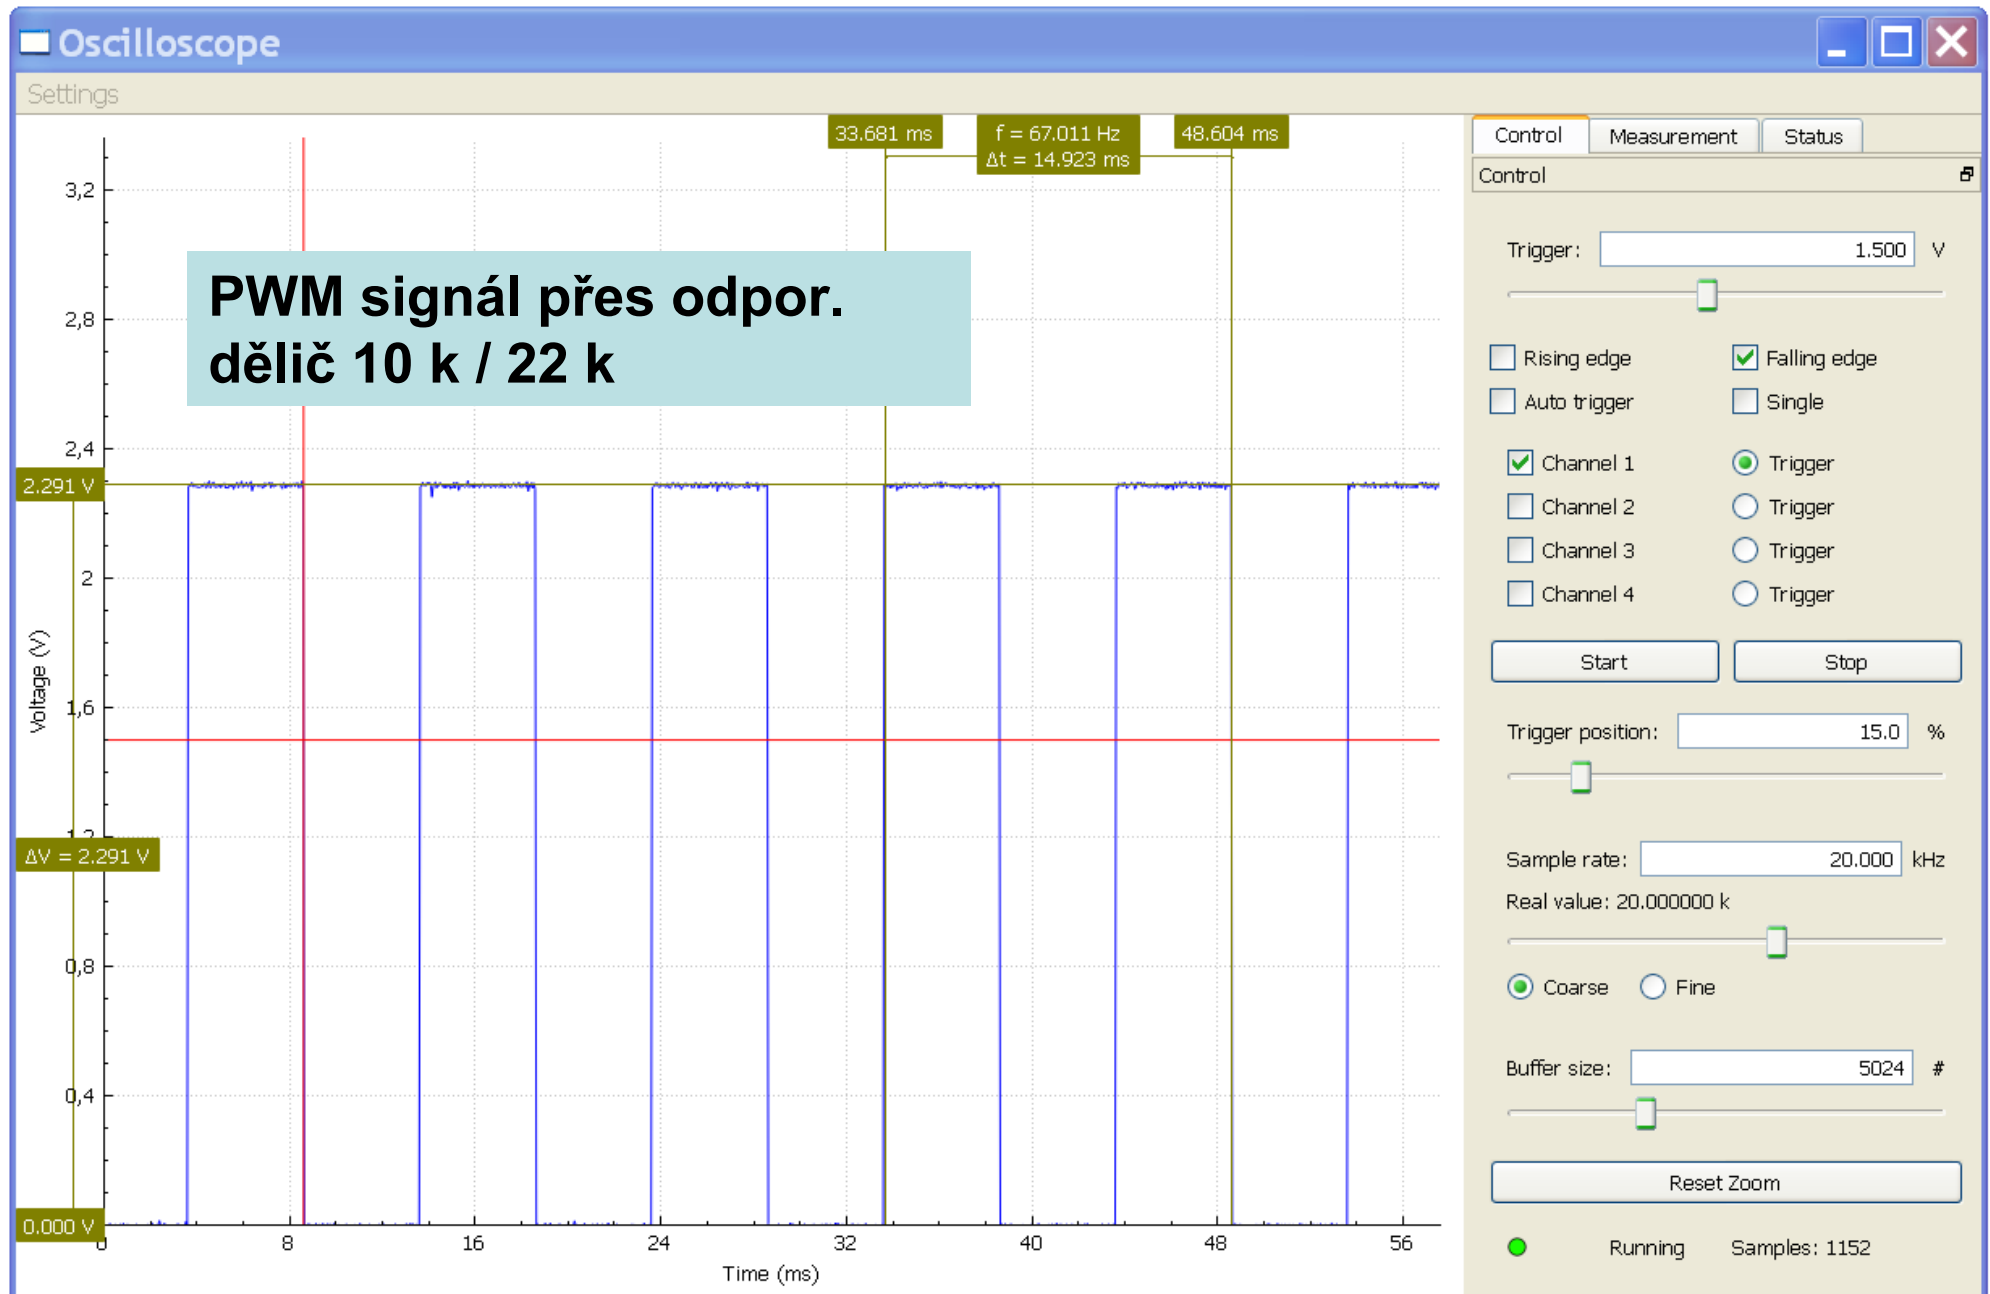 Oscilloscope
Settings
33.681 ms
f = 67.011 Hz
Δt = 14.923 ms
48.604 ms
3,2
2,8
2,4
2
1,6
1,2
0,8
0,4
0
2.291 V
ΔV = 2.291 V
0.000 V
Voltage (V)
PWM signál přes odpor.
dělič 10 k / 22 k
8
16
24
32
40
48
56
Time (ms)
Control Measurement Status
Control
Trigger: 1.500 V
Rising edge Falling edge
Auto trigger Single
Channel 1 Trigger
Channel 2 Trigger
Channel 3 Trigger
Channel 4 Trigger
Start Stop
Trigger position: 15.0 %
Sample rate: 20.000 kHz
Real value: 20.000000 k
Coarse Fine
Buffer size: 5024 #
Reset Zoom
Running Samples: 1152